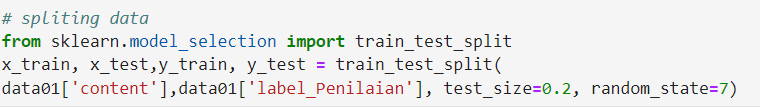 # spliting data
from sklearn.model_selection import train_test_split
x_train, x_test,y_train, y_test = train_test_split(
data01['content'],data01['label_Penilaian'], test_size=0.2, random_state=7)